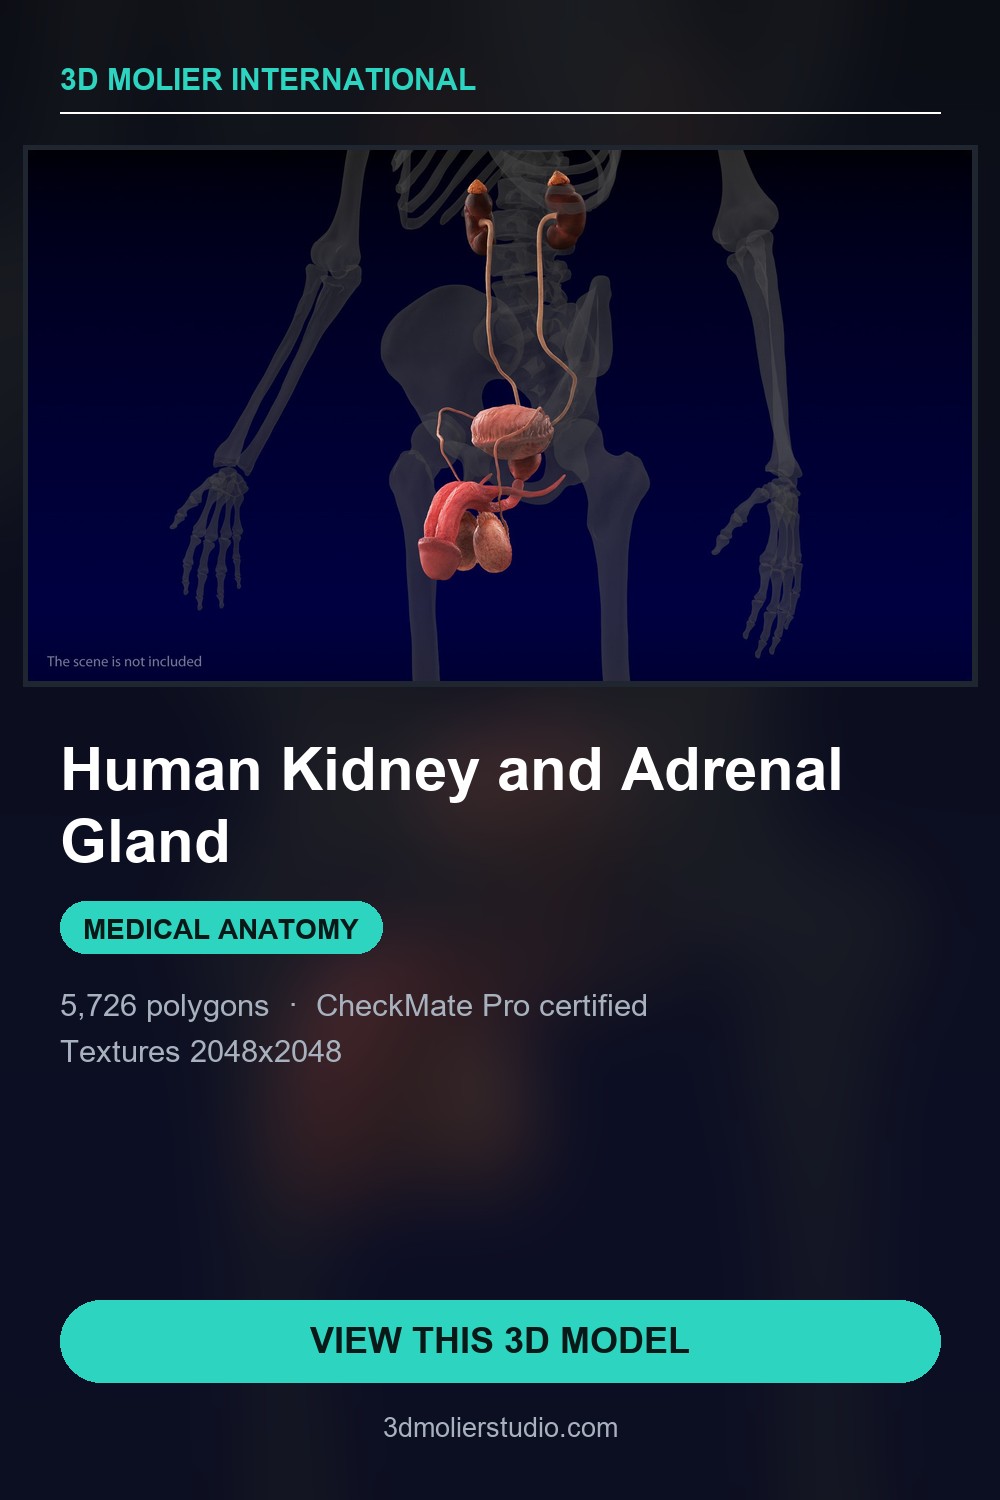 3D MOLIER INTERNATIONAL
The scene is not included
Human Kidney and Adrenal
Gland
MEDICAL ANATOMY
5,726 polygons · CheckMate Pro certified
Textures 2048x2048
VIEW THIS 3D MODEL
3dmolierstudio.com